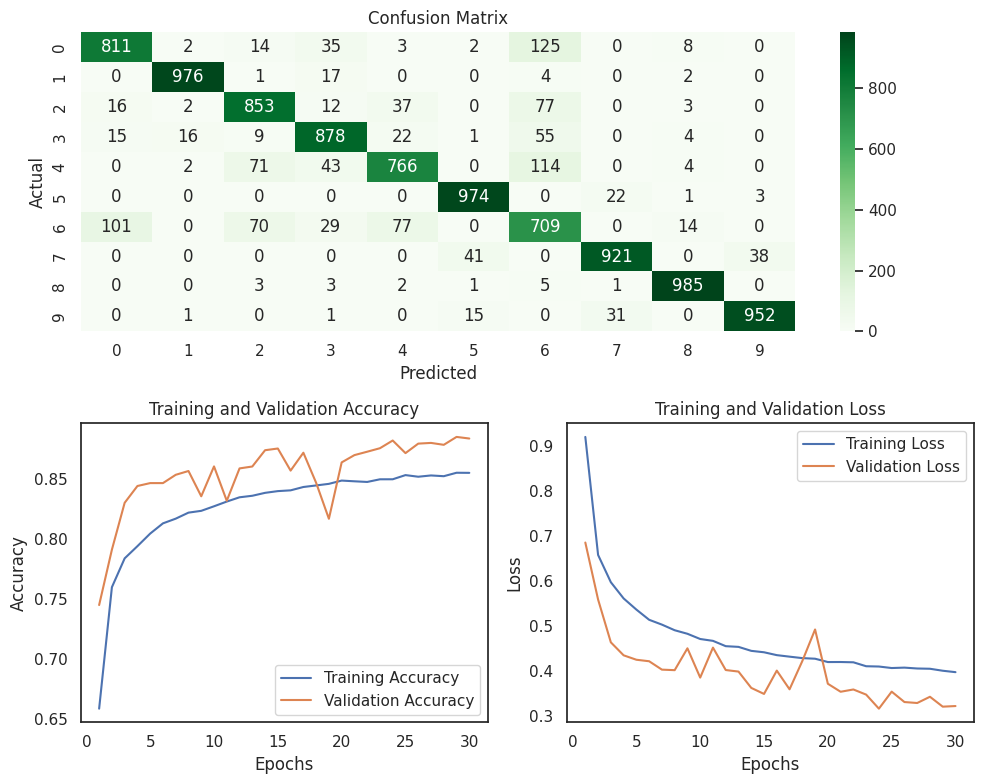 Confusion Matrix
Actual
0 811 2 14 35 3 2 125 0 8 0
1 0 976 1 17 0 0 4 0 2 0
2 16 2 853 12 37 0 77 0 3 0
3 15 16 9 878 22 1 55 0 4 0
4 0 2 71 43 766 0 114 0 4 0
5 0 0 0 0 0 974 0 22 1 3
6 101 0 70 29 77 0 709 0 14 0
7 0 0 0 0 0 41 0 921 0 38
8 0 0 3 3 2 1 5 1 985 0
9 0 1 0 1 0 15 0 31 0 952
0 1 2 3 4 5 6 7 8 9
Predicted
800
600
400
200
0
Training and Validation Accuracy
Accuracy
0.85
0.80
0.75
0.70
0.65
Training Accuracy
Validation Accuracy
0 5 10 15 20 25 30
Epochs
Training and Validation Loss
Loss
0.9
0.8
0.7
0.6
0.5
0.4
0.3
Training Loss
Validation Loss
0 5 10 15 20 25 30
Epochs